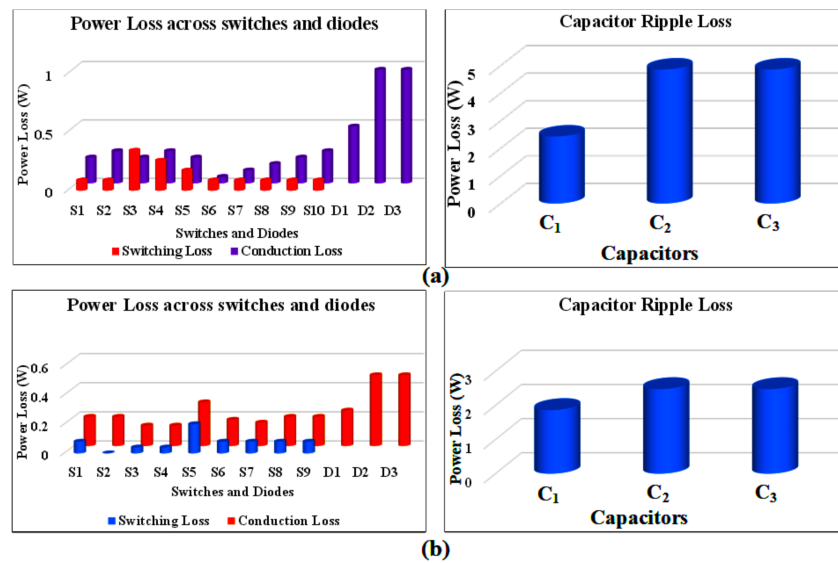 Power Loss across switches and diodes
Power Loss (W)
1
0.5
0
S1 S2 S3 S4 S5 S6 S7 S8 S9 S10 D1 D2 D3
Switches and Diodes
Switching Loss Conduction Loss
Capacitor Ripple Loss
Power Loss (W)
5
4
3
2
1
0
C₁ C₂ C₃
Capacitors
(a)
Power Loss across switches and diodes
Power Loss (W)
0.6
0.4
0.2
0
S1 S2 S3 S4 S5 S6 S7 S8 S9 D1 D2 D3
Switches and Diodes
Switching Loss Conduction Loss
Capacitor Ripple Loss
Power Loss (W)
3
2
1
0
C₁ C₂ C₃
Capacitors
(b)